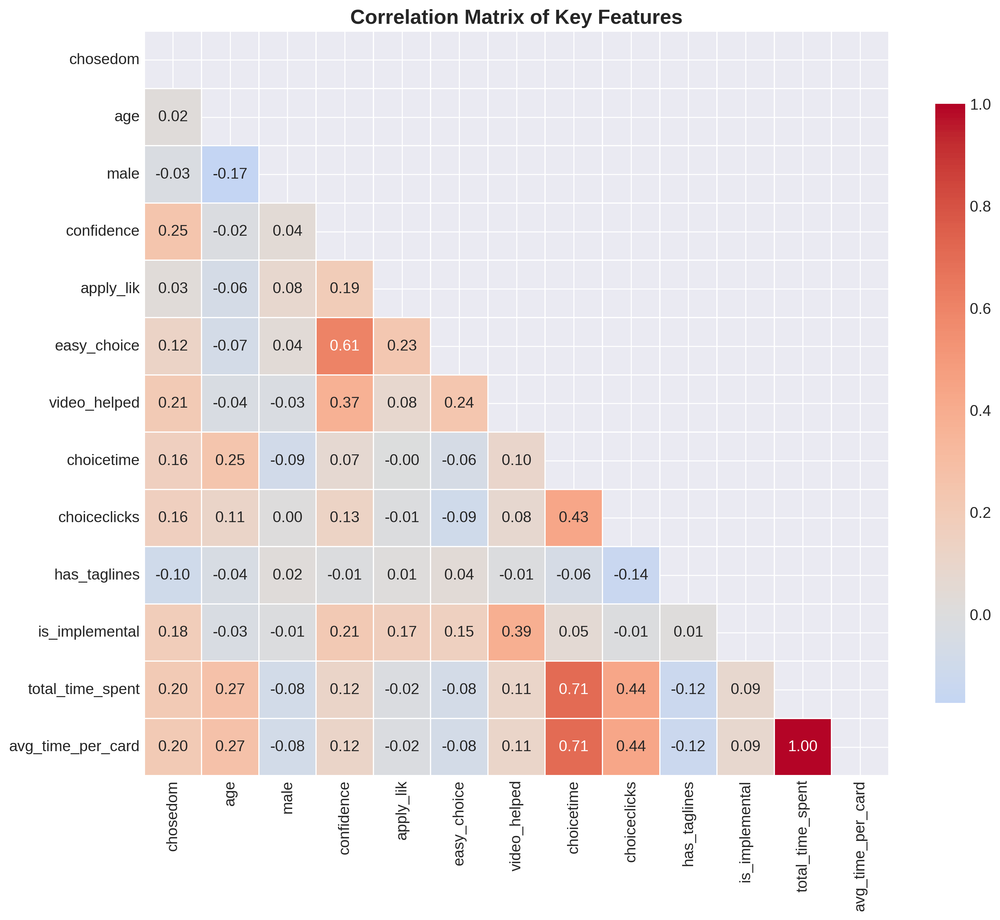 Correlation Matrix of Key Features
chosedom
age 0.02
male -0.03 -0.17
confidence 0.25 -0.02 0.04
apply_lik 0.03 -0.06 0.08 0.19
easy_choice 0.12 -0.07 0.04 0.61 0.23
video_helped 0.21 -0.04 -0.03 0.37 0.08 0.24
choicetime 0.16 0.25 -0.09 0.07 -0.00 -0.06 0.10
choiceclicks 0.16 0.11 0.00 0.13 -0.01 -0.09 0.08 0.43
has_taglines -0.10 -0.04 0.02 -0.01 0.01 0.04 -0.01 -0.06 -0.14
is_implemental 0.18 -0.03 -0.01 0.21 0.17 0.15 0.39 0.05 -0.01 0.01
total_time_spent 0.20 0.27 -0.08 0.12 -0.02 -0.08 0.11 0.71 0.44 -0.12 0.09
avg_time_per_card 0.20 0.27 -0.08 0.12 -0.02 -0.08 0.11 0.71 0.44 -0.12 0.09 1.00
chosedom
age
male
confidence
apply_lik
easy_choice
video_helped
choicetime
choiceclicks
has_taglines
is_implemental
total_time_spent
avg_time_per_card
1.0
0.8
0.6
0.4
0.2
0.0